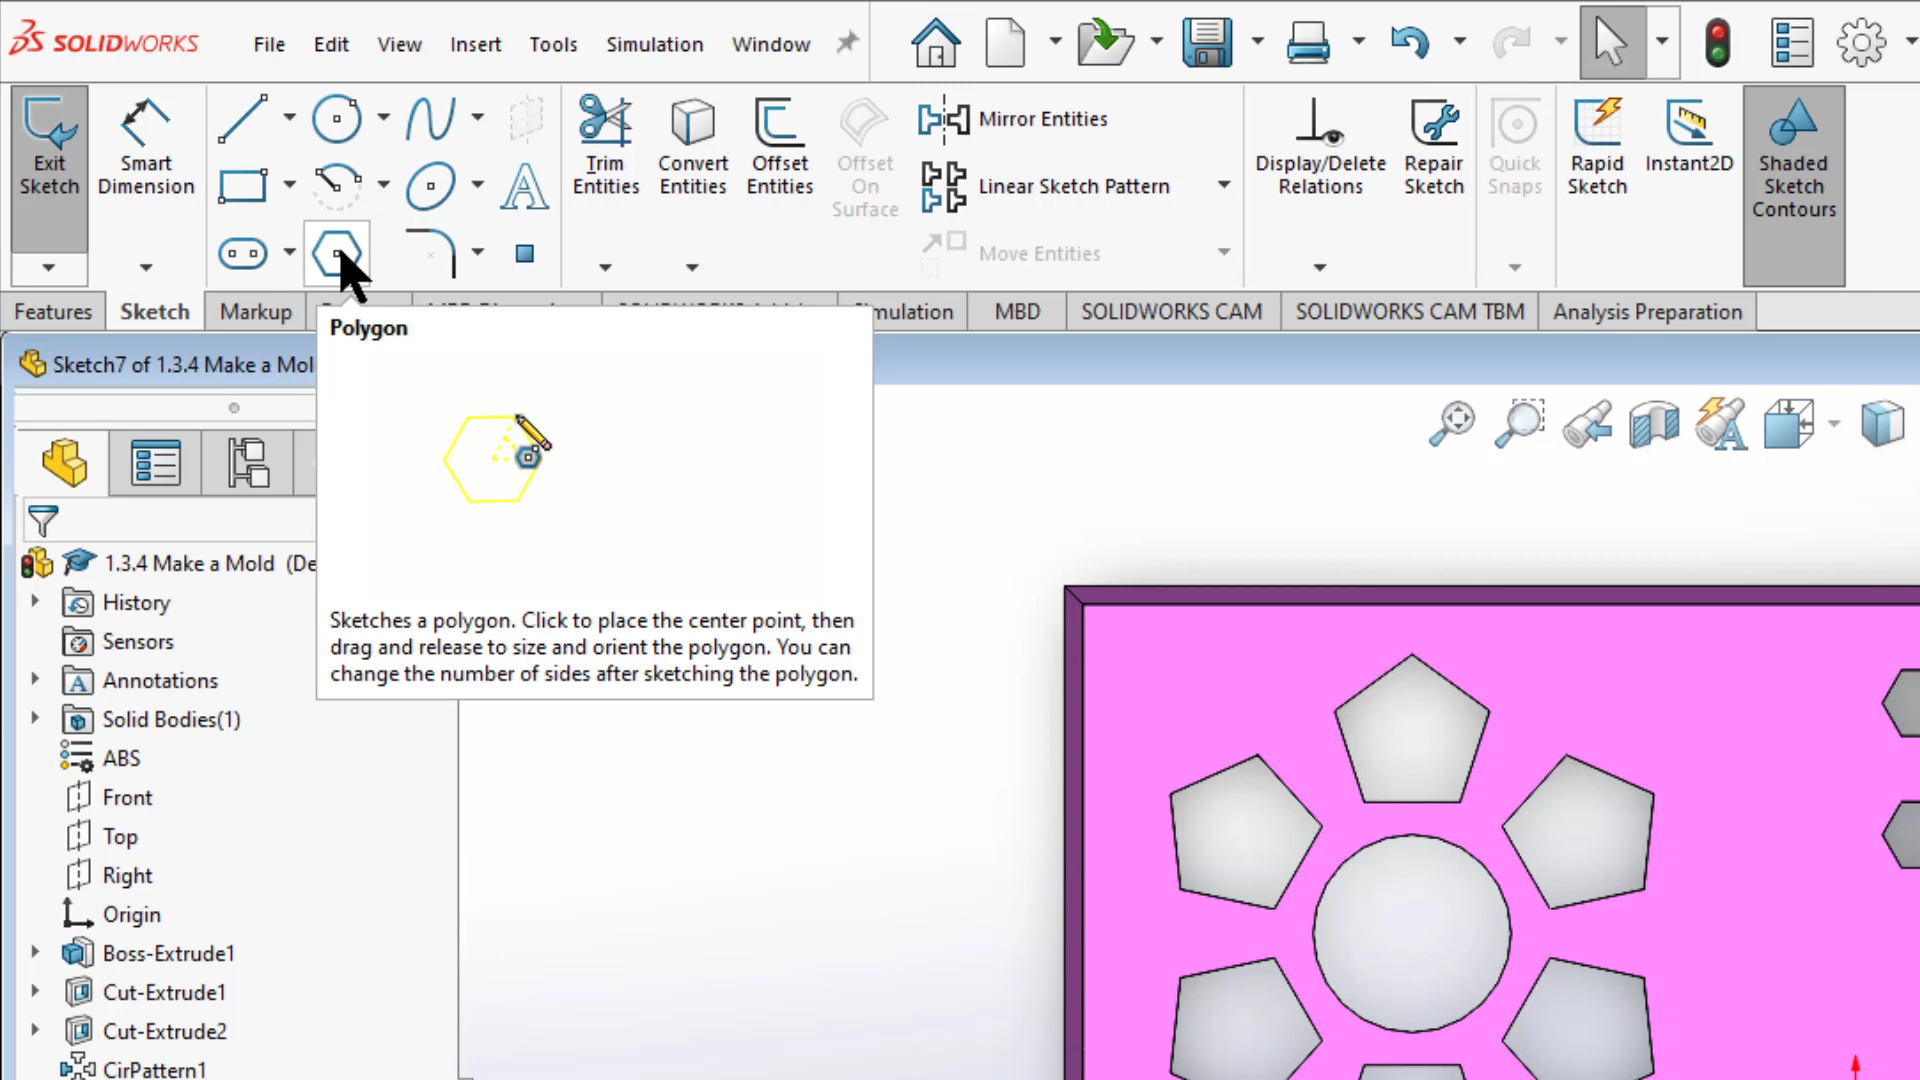 SOLIDWORKS
File Edit View Insert Tools Simulation Window
Exit Sketch
Smart Dimension
Trim Entities
Convert Entities
Offset Entities
Offset On Surface
Mirror Entities
Linear Sketch Pattern
Move Entities
Display/Delete Relations
Repair Sketch
Quick Snaps
Rapid Sketch
Instant2D
Shaded Sketch Contours
Features Sketch Markup MBD SOLIDWORKS CAM SOLIDWORKS CAM TBM Analysis Preparation
Polygon
Sketches a polygon. Click to place the center point, then
drag and release to size and orient the polygon. You can
change the number of sides after sketching the polygon.
Sketch7 of 1.3.4 Make a Mol
1.3.4 Make a Mold (De
History
Sensors
Annotations
Solid Bodies(1)
ABS
Front
Top
Right
Origin
Boss-Extrude1
Cut-Extrude1
Cut-Extrude2
CirPattern1